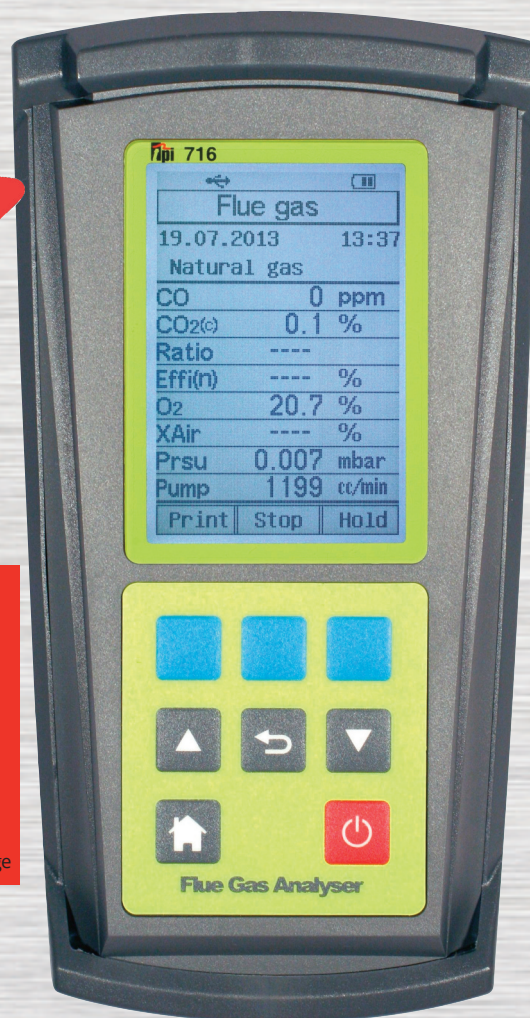 TPI 716
Flue gas
19.07.2013 13:37
Natural gas
CO 0 ppm
CO2(c) 0.1 %
Ratio ----
Effi(n) ---- %
O2 20.7 %
XAir ---- %
Prsu 0.007 mbar
Pump 1199 cc/min
Print Stop Hold
Flue Gas Analyser